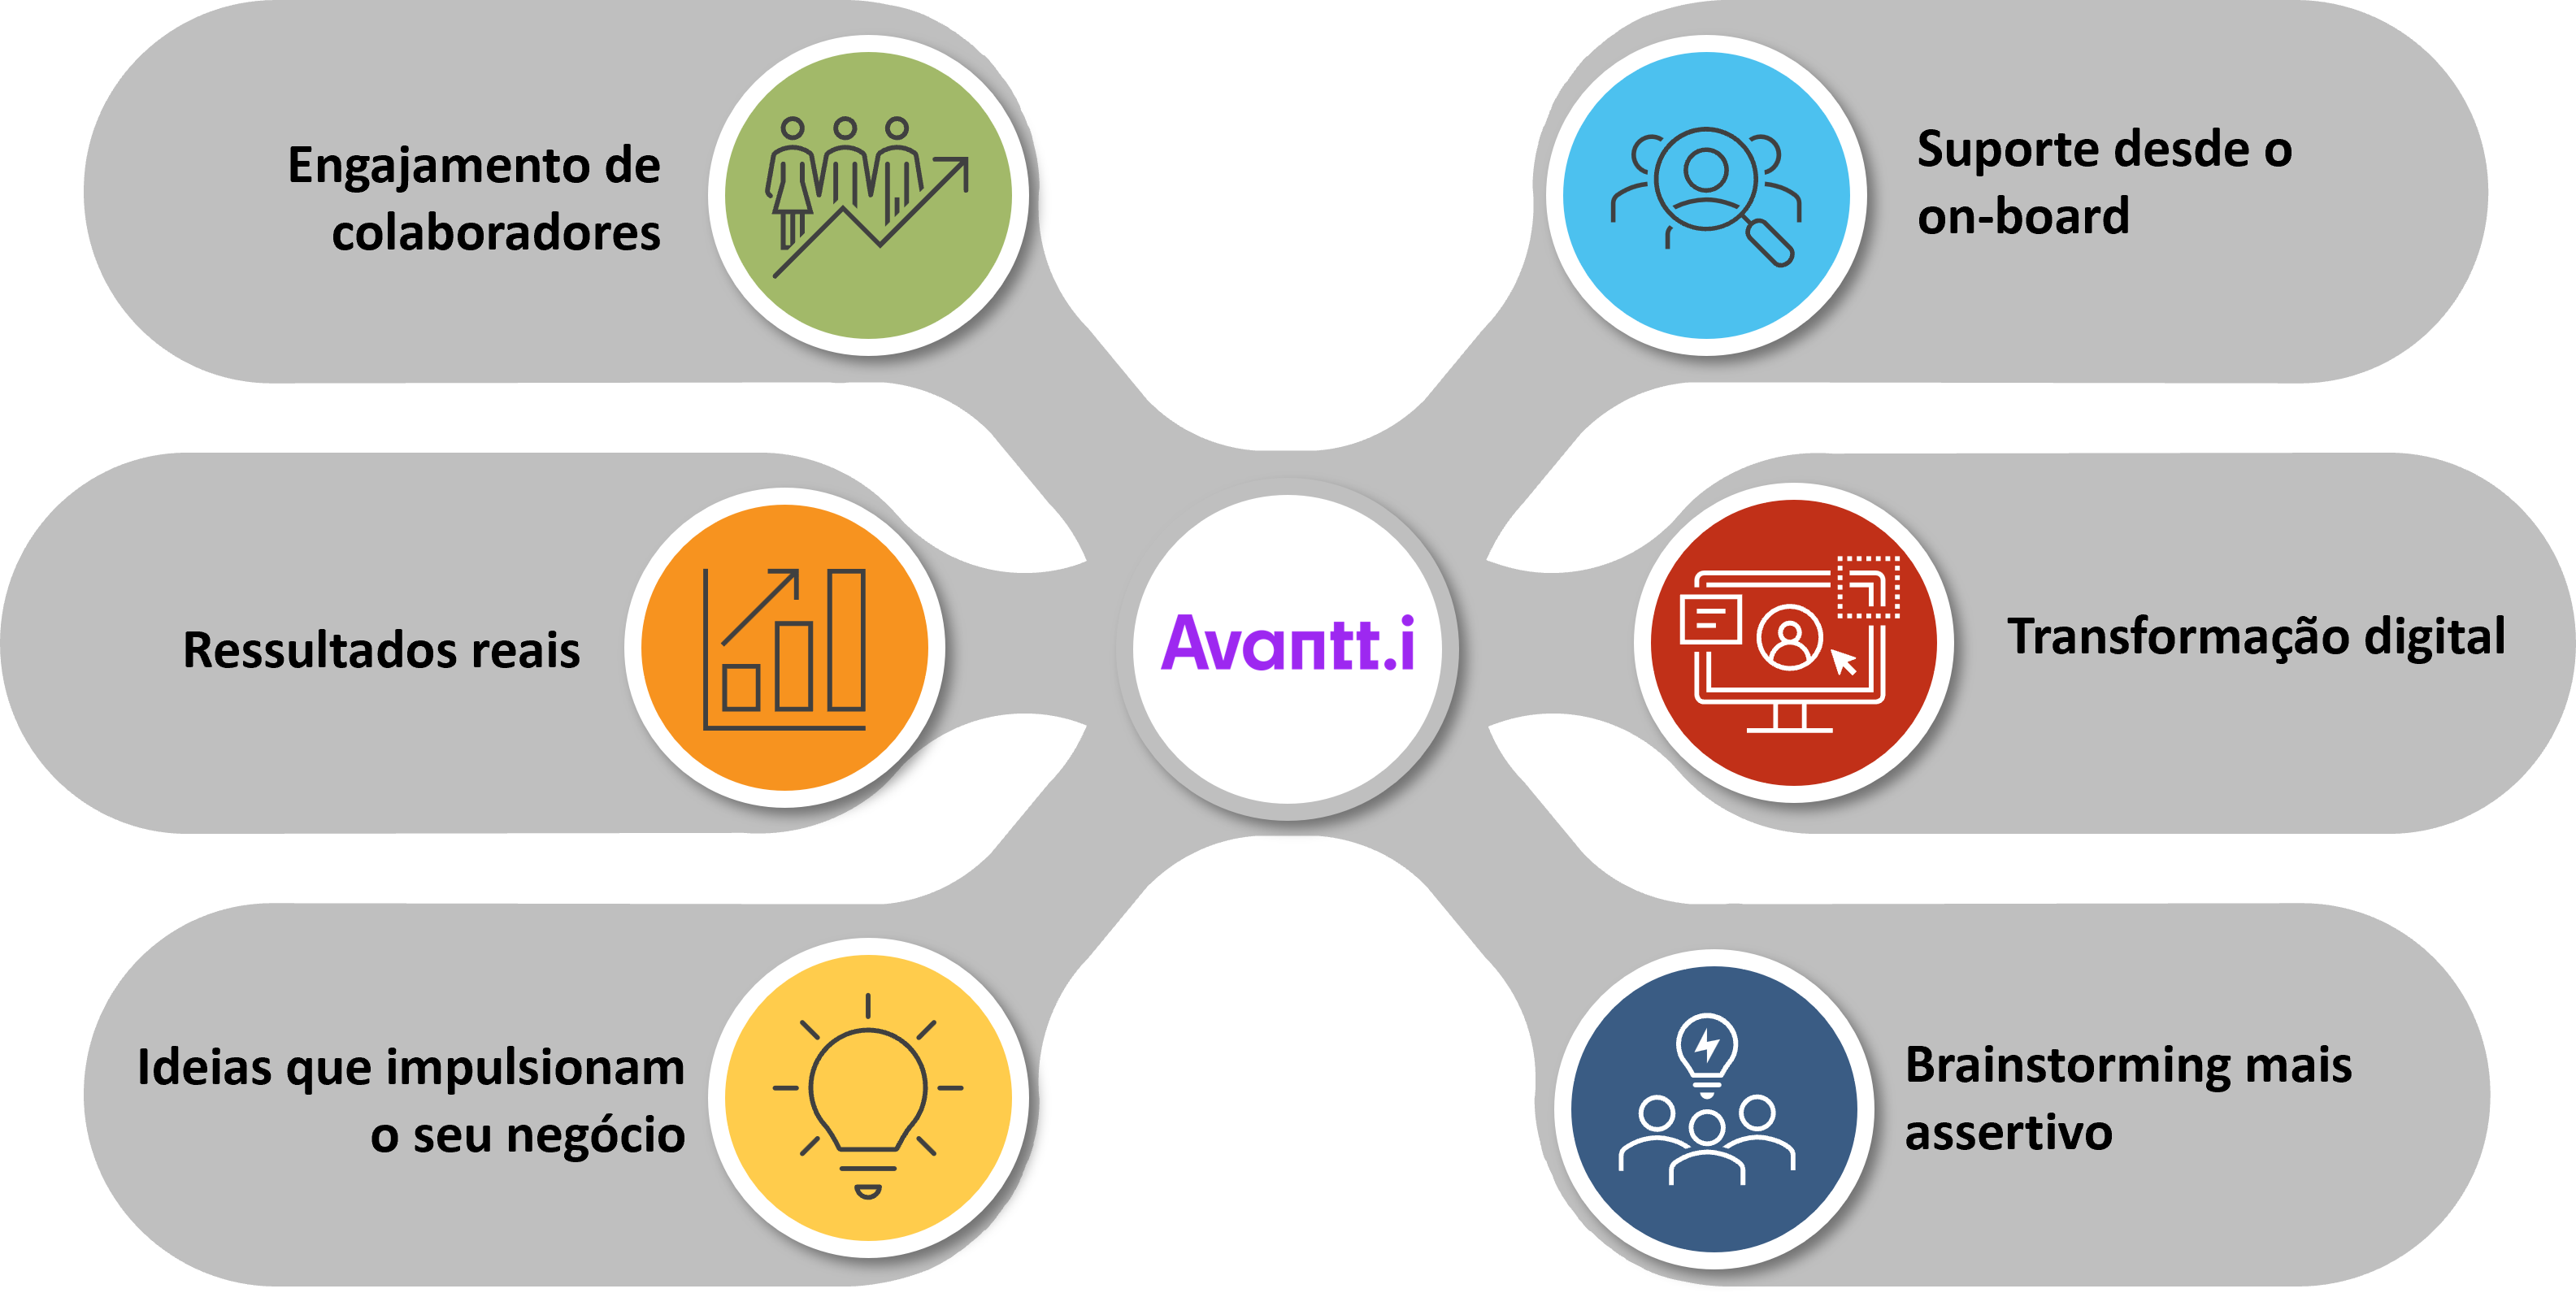 Engajamento de
colaboradores
Suporte desde o
on-board
Ressultados reais
Avantt.i
Transformação digital
Ideias que impulsionam
o seu negócio
Brainstorming mais
assertivo